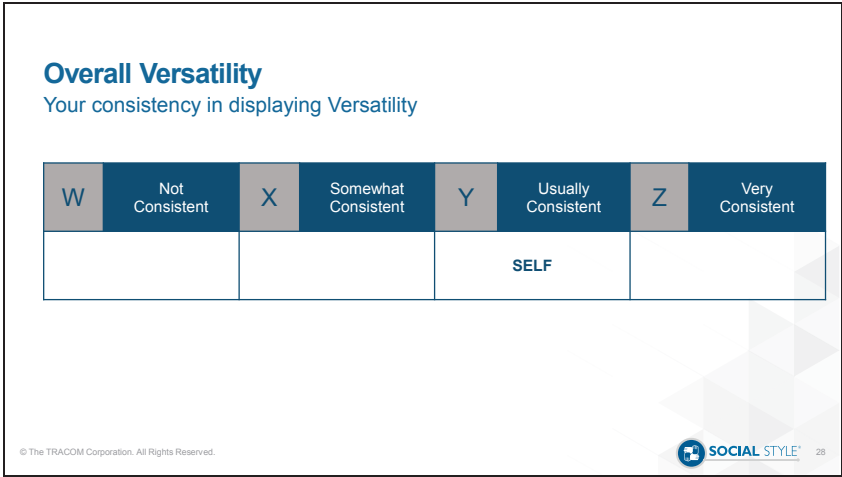 Overall Versatility
Your consistency in displaying Versatility
W Not Consistent X Somewhat Consistent Y Usually Consistent Z Very Consistent
SELF
© The TRACOM Corporation. All Rights Reserved.
SOCIAL STYLE® 28